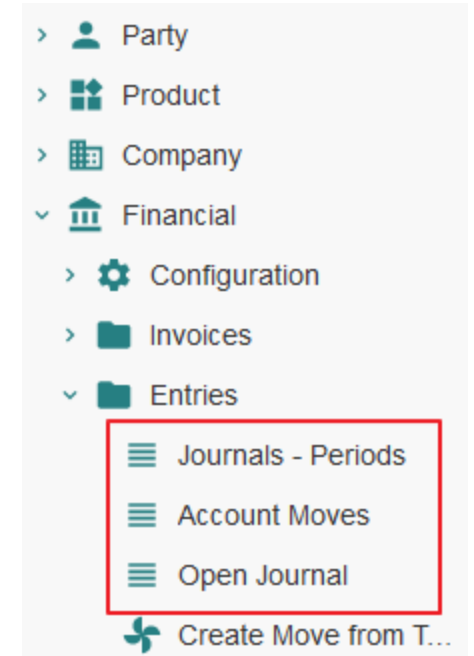 Party
Product
Company
Financial
Configuration
Invoices
Entries
Journals - Periods
Account Moves
Open Journal
Create Move from T...